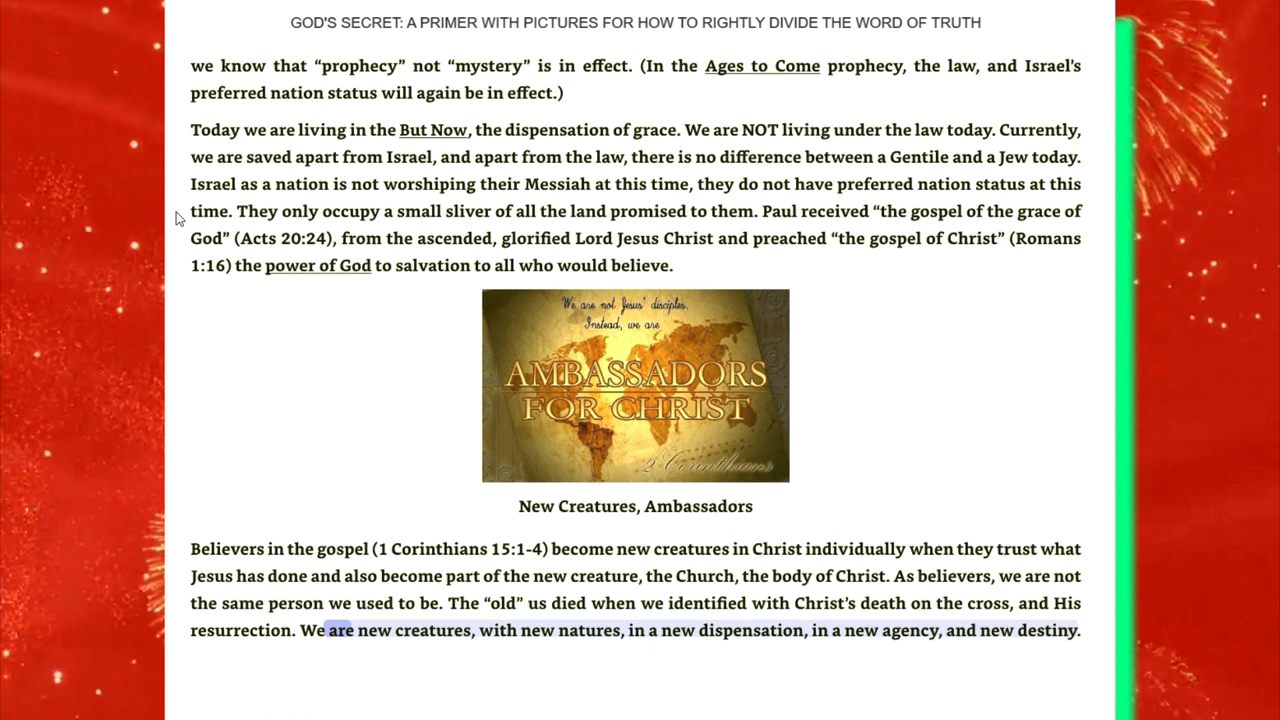 GOD'S SECRET: A PRIMER WITH PICTURES FOR HOW TO RIGHTLY DIVIDE THE WORD OF TRUTH
we know that “prophecy” not “mystery” is in effect. (In the Ages to Come prophecy, the law, and Israel’s
preferred nation status will again be in effect.)
Today we are living in the But Now, the dispensation of grace. We are NOT living under the law today. Currently,
we are saved apart from Israel, and apart from the law, there is no difference between a Gentile and a Jew today.
Israel as a nation is not worshiping their Messiah at this time, they do not have preferred nation status at this
time. They only occupy a small sliver of all the land promised to them. Paul received “the gospel of the grace of
God” (Acts 20:24), from the ascended, glorified Lord Jesus Christ and preached “the gospel of Christ” (Romans
1:16) the power of God to salvation to all who would believe.
We are not Jesus' disciples.
Instead, we are
AMBASSADORS
FOR CHRIST
2 Corinthians
New Creatures, Ambassadors
Believers in the gospel (1 Corinthians 15:1-4) become new creatures in Christ individually when they trust what
Jesus has done and also become part of the new creature, the Church, the body of Christ. As believers, we are not
the same person we used to be. The “old” us died when we identified with Christ’s death on the cross, and His
resurrection. We are new creatures, with new natures, in a new dispensation, in a new agency, and new destiny.